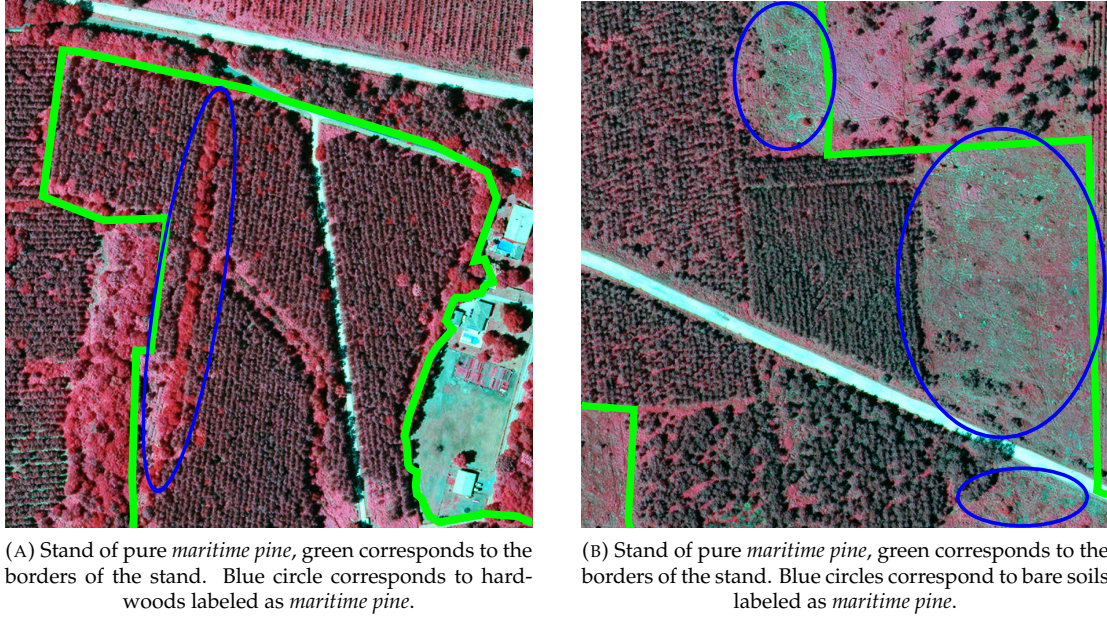 (A) Stand of pure maritime pine, green corresponds to the
borders of the stand. Blue circle corresponds to hard-
woods labeled as maritime pine.
(B) Stand of pure maritime pine, green corresponds to the
borders of the stand. Blue circles correspond to bare soils
labeled as maritime pine.